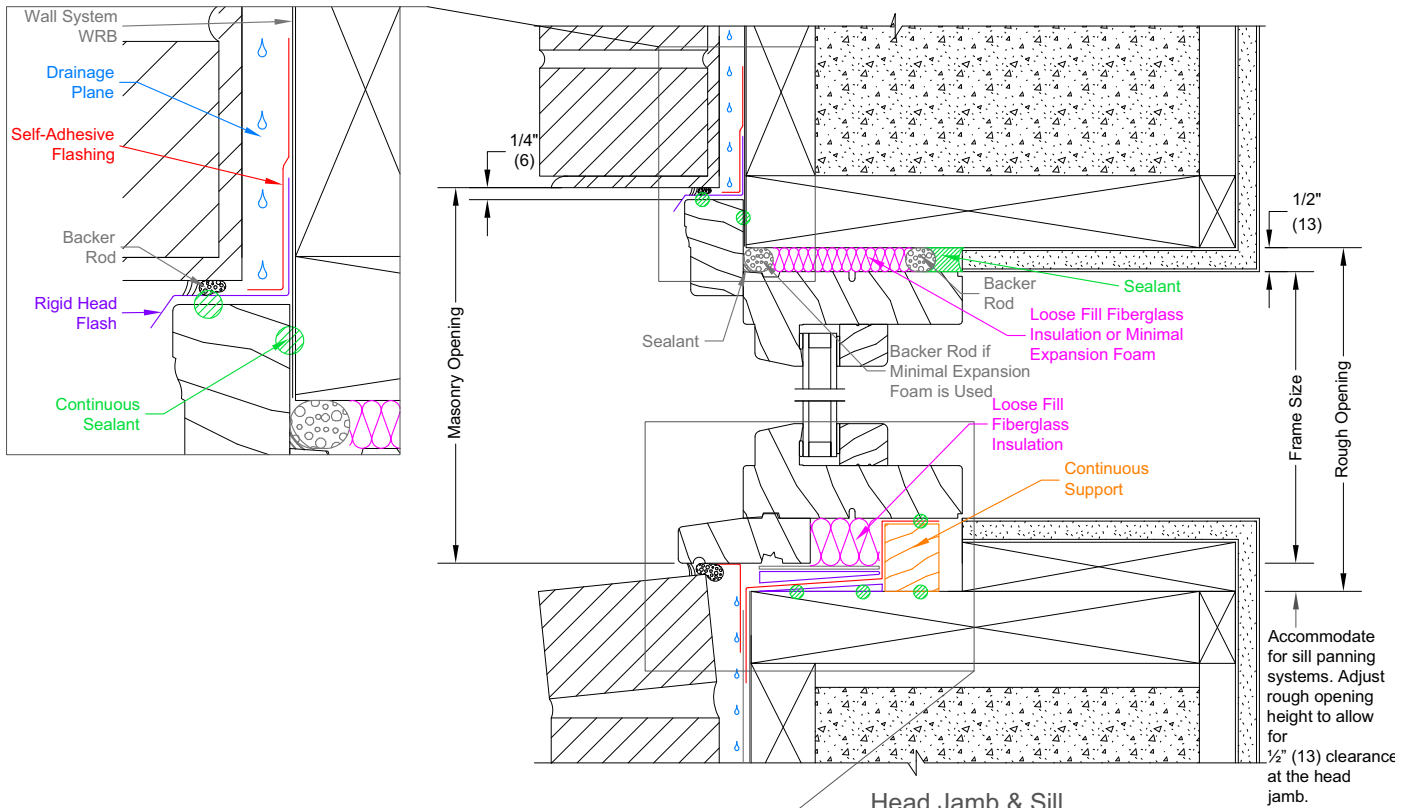 Wall System
WRB
Drainage
Plane
Self-Adhesive
Flashing
Backer
Rod
Rigid Head
Flash
Continuous
Sealant
1/4"
(6)
Masonry Opening
1/2"
(13)
Sealant
Backer
Rod
Sealant
Loose Fill Fiberglass
Insulation or Minimal
Expansion Foam
Backer Rod if
Minimal Expansion
Foam is Used
Loose Fill
Fiberglass
Insulation
Continuous
Support
Frame Size
Rough Opening
Accommodate
for sill panning
systems. Adjust
rough opening
height to allow
for
½” (13) clearance
at the head
jamb.
Head Jamb & Sill